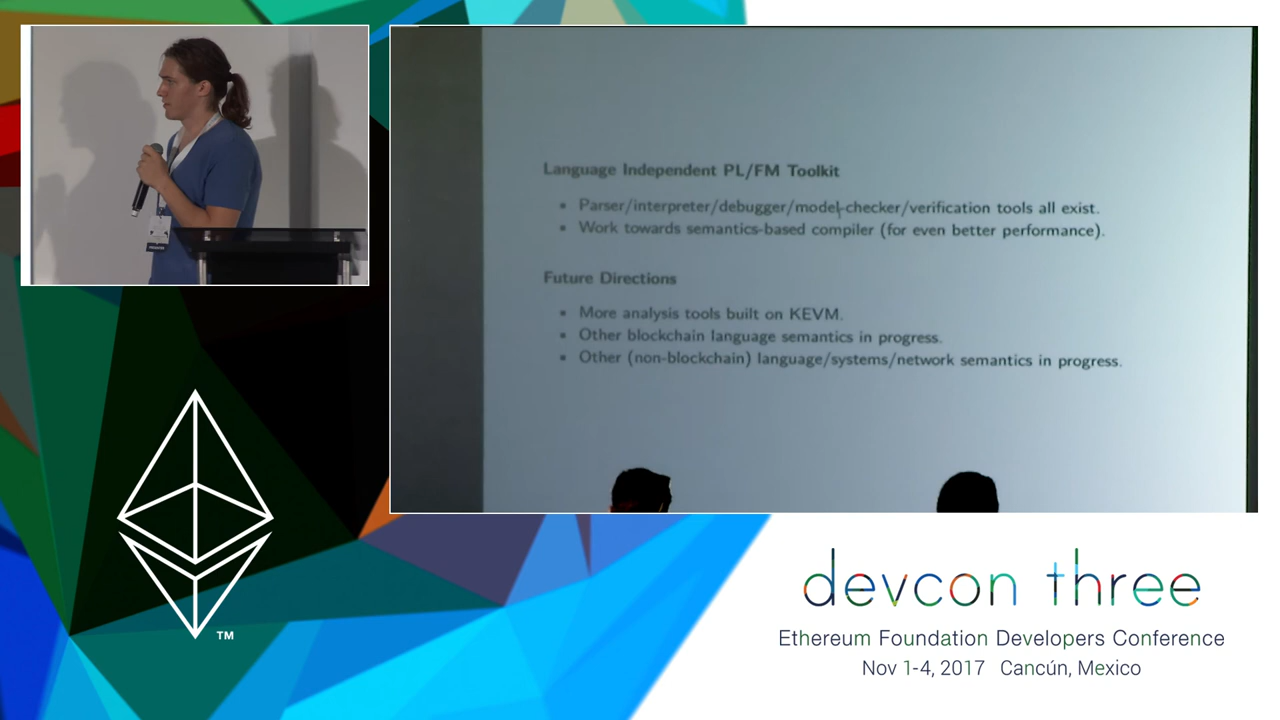 Language Independent PL/FM Toolkit
▪ Parser/interpreter/debugger/model-checker/verification tools all exist.
▪ Work towards semantics-based compiler (for even better performance).
Future Directions
▪ More analysis tools built on KEVM.
▪ Other blockchain language semantics in progress.
▪ Other (non-blockchain) language/systems/network semantics in progress.
TM
devcon three
Ethereum Foundation Developers Conference
Nov 1-4, 2017 Cancún, Mexico